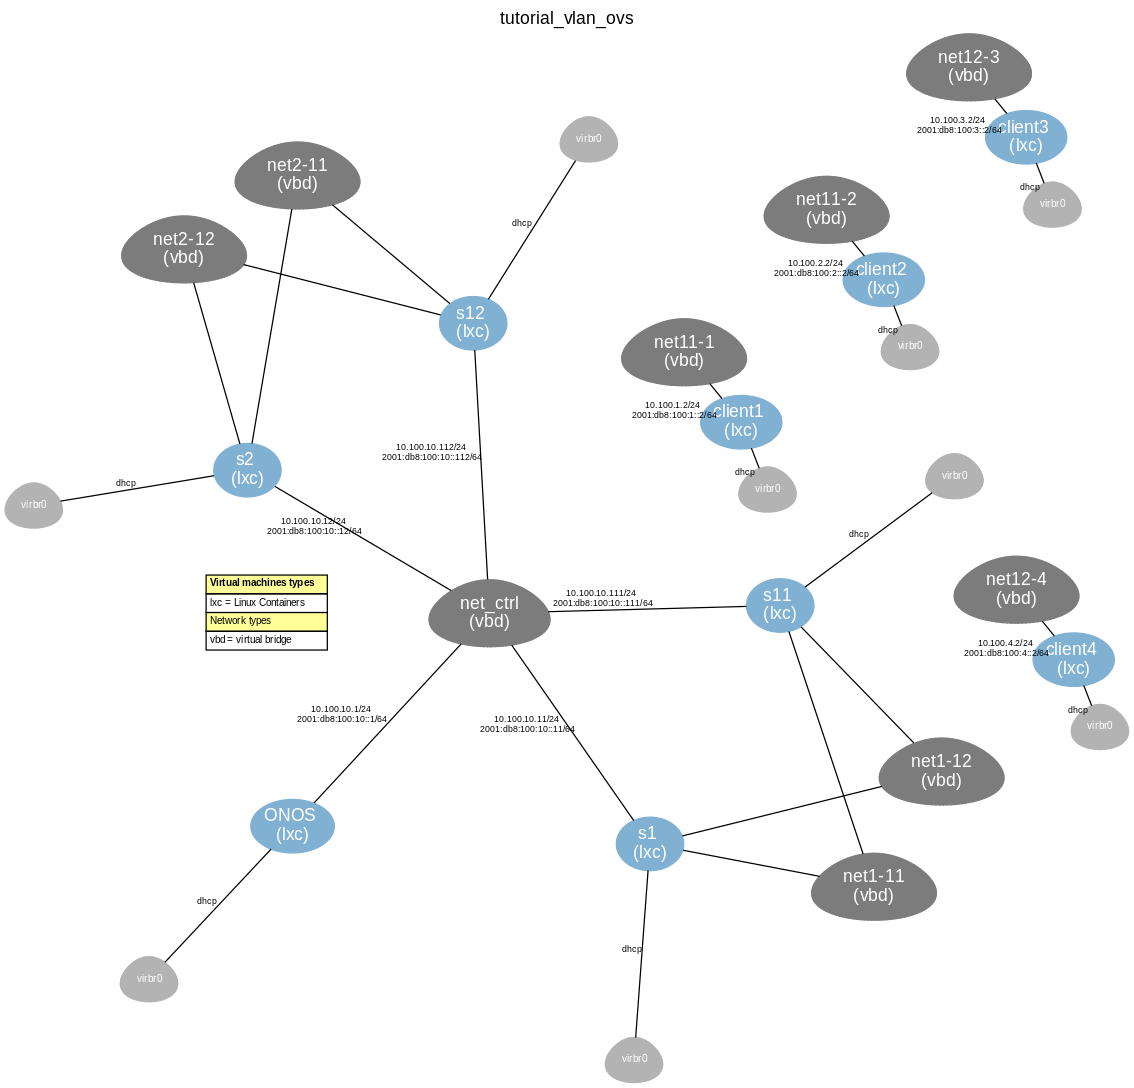 tutorial_vlan_ovs
net12-3
(vbd)
10.100.3.2/24
2001:db8:100:3::2/64
client3
(lxc)
dhcp
virbr0
virbr0
dhcp
net2-11
(vbd)
net2-12
(vbd)
net11-2
(vbd)
10.100.2.2/24
2001:db8:100:2::2/64
client2
(lxc)
dhcp
virbr0
s12
(lxc)
net11-1
(vbd)
10.100.1.2/24
2001:db8:100:1::2/64
client1
(lxc)
dhcp
virbr0
10.100.10.112/24
2001:db8:100:10::112/64
s2
(lxc)
dhcp
virbr0
10.100.10.12/24
2001:db8:100:10::12/64
virbr0
dhcp
Virtual machines types
lxc = Linux Containers
Network types
vbd = virtual bridge
net_ctrl
(vbd)
10.100.10.111/24
2001:db8:100:10::111/64
s11
(lxc)
net12-4
(vbd)
10.100.4.2/24
2001:db8:100:4::2/64
client4
(lxc)
dhcp
virbr0
10.100.10.1/24
2001:db8:100:10::1/64
10.100.10.11/24
2001:db8:100:10::11/64
net1-12
(vbd)
ONOS
(lxc)
s1
(lxc)
net1-11
(vbd)
dhcp
virbr0
dhcp
virbr0